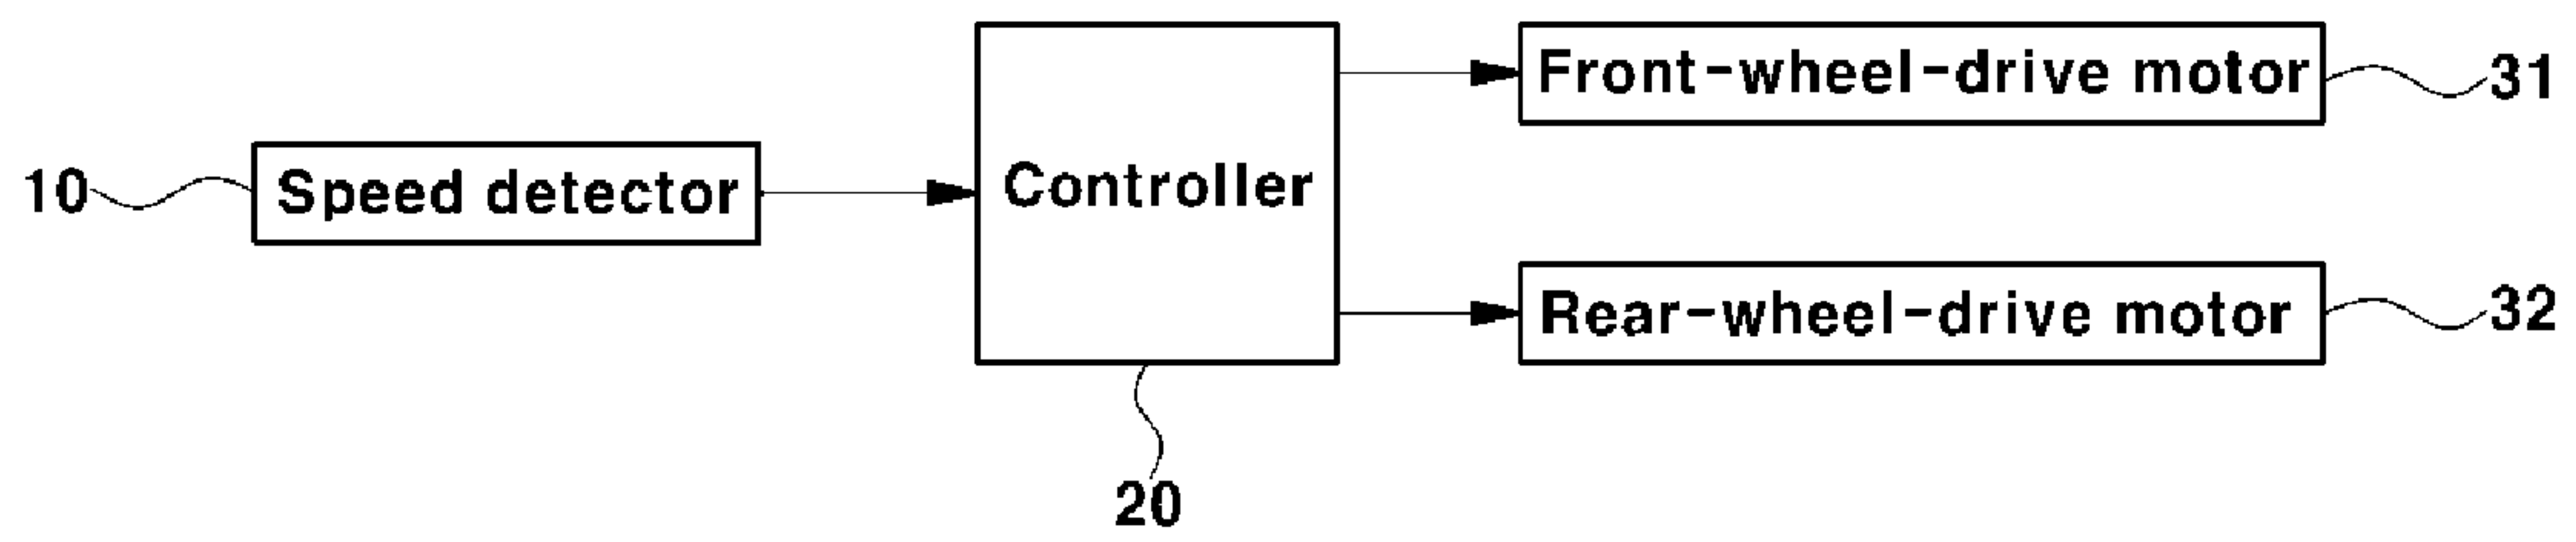 Front-wheel-drive motor 31
10 Speed detector Controller
Rear-wheel-drive motor 32
20